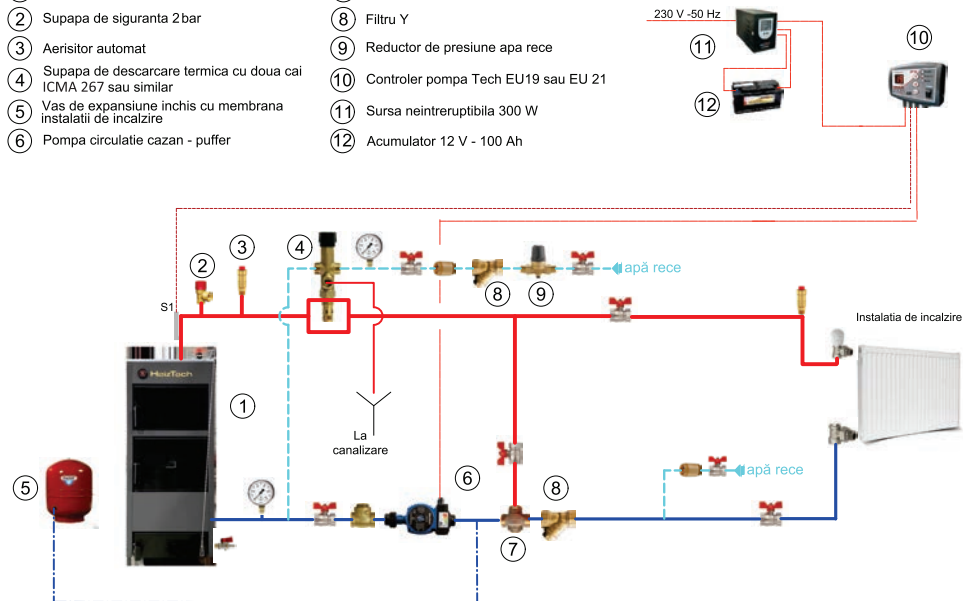 2 Supapa de siguranta 2 bar
3 Aerisitor automat
4 Supapa de descarcare termica cu doua cai
ICMA 267 sau similar
5 Vas de expansiune inchis cu membrana
instalatii de incalzire
6 Pompa circulatie cazan - puffer
8 Filtru Y
9 Reductor de presiune apa rece
10 Controler pompa Tech EU19 sau EU 21
11 Sursa neintreruptibila 300 W
12 Acumulator 12 V - 100 Ah
230 V -50 Hz
11
12
10
2
3
4
apă rece
8
9
S1
Instalatia de incalzire
HolzTech
1
La
canalizare
5
6
8
apă rece
7